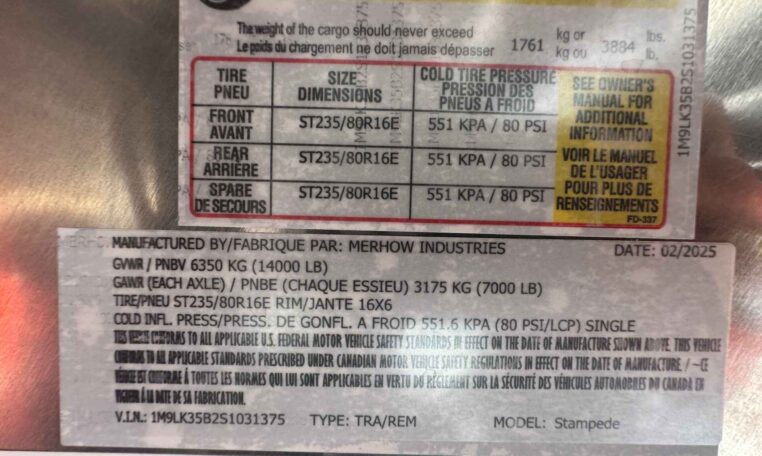 The weight of the cargo should never exceed
Le poids du chargement ne doit jamais dépasser
1761 kg or / kg ou 3884 lbs. / lb.
TIRE PNEU
SIZE DIMENSIONS
COLD TIRE PRESSURE PRESSION DES PNEUS A FROID
SEE OWNER'S
MANUAL FOR
ADDITIONAL
INFORMATION
VOIR LE MANUEL
DE L'USAGER
POUR PLUS DE
RENSEIGNEMENTS
FD-337
FRONT AVANT ST235/80R16E 551 KPA / 80 PSI
REAR ARRIÈRE ST235/80R16E 551 KPA / 80 PSI
SPARE DE SECOURS ST235/80R16E 551 KPA / 80 PSI
1M9LK35B2S1031375
MANUFACTURED BY/FABRIQUE PAR: MERHOW INDUSTRIES DATE: 02/2025
GVWR / PNBV 6350 KG (14000 LB)
GAWR (EACH AXLE) / PNBE (CHAQUE ESSIEU) 3175 KG (7000 LB)
TIRE/PNEU ST235/80R16E RIM/JANTE 16X6
COLD INFL. PRESS/PRESS. DE GONFL. A FROID 551.6 KPA (80 PSI/LCP) SINGLE
THIS VEHICLE CONFORMS TO ALL APPLICABLE U.S. FEDERAL MOTOR VEHICLE SAFETY STANDARDS IN EFFECT ON THE DATE OF MANUFACTURE SHOWN ABOVE. THIS VEHICLE
CONFORMS TO ALL APPLICABLE STANDARDS PRESCRIBED UNDER CANADIAN MOTOR VEHICLE SAFETY REGULATIONS IN EFFECT ON THE DATE OF MANUFACTURE. / -CE
VÉHICULE EST CONFORME À TOUTES LES NORMES QUI LUI SONT APPLICABLES EN VERTU DU RÈGLEMENT SUR LA SÉCURITÉ DES VÉHICULES AUTOMOBILES DU CANADA EN
VIGUEUR À LA DATE DE SA FABRICATION.
V.I.N.: 1M9LK35B2S1031375 TYPE: TRA/REM MODEL: Stampede